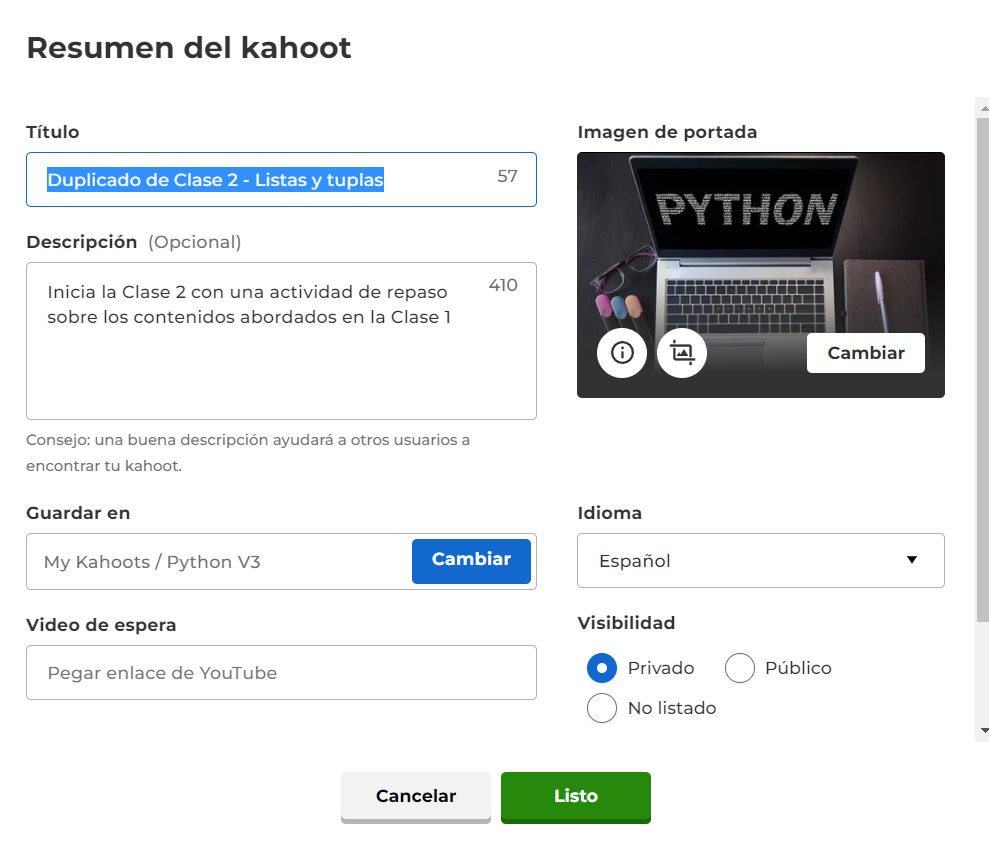 Resumen del kahoot
Título
Duplicado de Clase 2 - Listas y tuplas
57
Descripción (Opcional)
Inicia la Clase 2 con una actividad de repaso
sobre los contenidos abordados en la Clase 1
410
Consejo: una buena descripción ayudará a otros usuarios a
encontrar tu kahoot.
Guardar en
My Kahoots / Python V3
Cambiar
Video de espera
Pegar enlace de YouTube
Imagen de portada
PYTHON
Cambiar
Idioma
Español
Visibilidad
Privado
Público
No listado
Cancelar
Listo